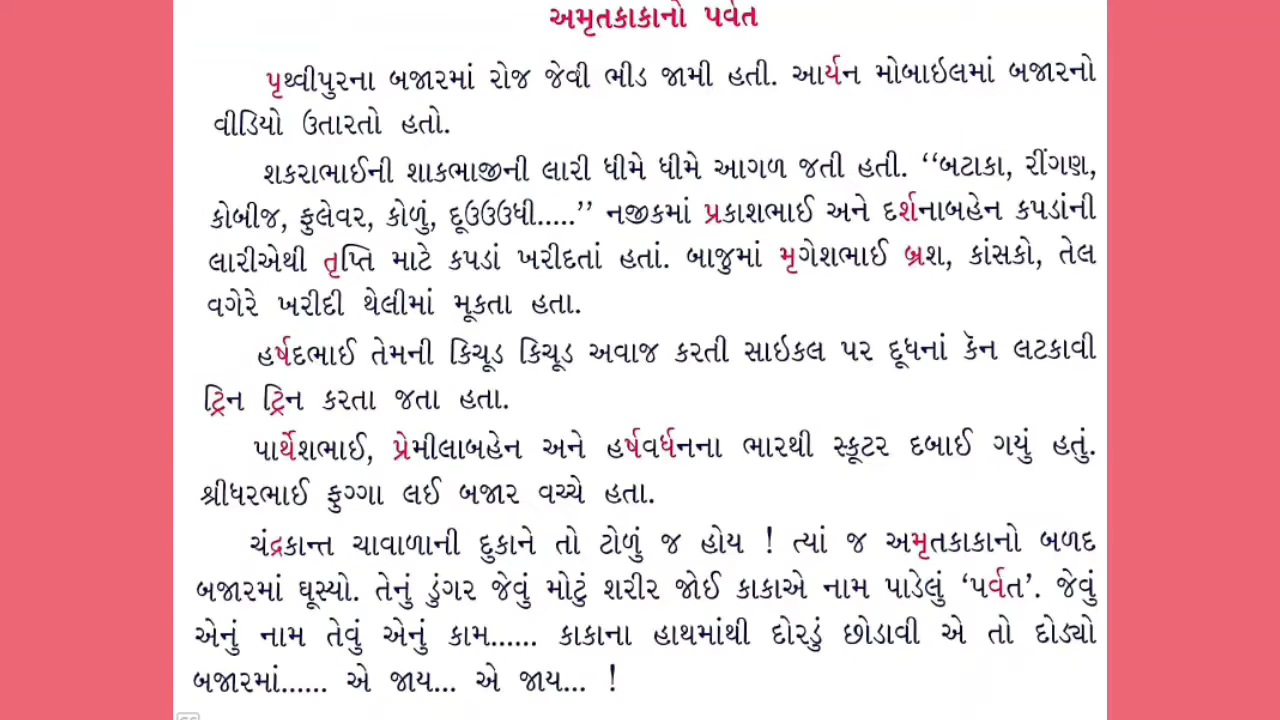 અમૃતકાકાનો પર્વત
પૃથ્વીપુરના બજારમાં રોજ જેવી ભીડ જામી હતી. આર્યન મોબાઇલમાં બજારનો
વીડિયો ઉતારતો હતો.
શકરાભાઈની શાકભાજીની લારી ધીમે ધીમે આગળ જતી હતી. “બટાકા, રીંગણ,
કોબીજ, ફુલેવર, કોળું, દૂઉઉઉધી.....” નજીકમાં પ્રકાશભાઈ અને દર્શનાબહેન કપડાંની
લારીએથી તૃપ્તિ માટે કપડાં ખરીદતાં હતાં. બાજુમાં મૃગેશભાઈ બ્રશ, કાંસકો, તેલ
વગેરે ખરીદી થેલીમાં મૂકતા હતા.
હર્ષદભાઈ તેમની કિચૂડ કિચૂડ અવાજ કરતી સાઇકલ પર દૂધનાં કૅન લટકાવી
ટ્રિન ટ્રિન કરતા જતા હતા.
પાર્થેશભાઈ, પ્રેમીલાબહેન અને હર્ષવર્ધનના ભારથી સ્કૂટર દબાઈ ગયું હતું.
શ્રીધરભાઈ ફુગ્ગા લઈ બજાર વચ્ચે હતા.
ચંદ્રકાન્ત ચાવાળાની દુકાને તો ટોળું જ હોય ! ત્યાં જ અમૃતકાકાનો બળદ
બજારમાં ઘૂસ્યો. તેનું ડુંગર જેવું મોટું શરીર જોઈ કાકાએ નામ પાડેલું ‘પર્વત’. જેવું
એનું નામ તેવું એનું કામ...... કાકાના હાથમાંથી દોરડું છોડાવી એ તો દોડ્યો
બજારમાં...... એ જાય... એ જાય... !